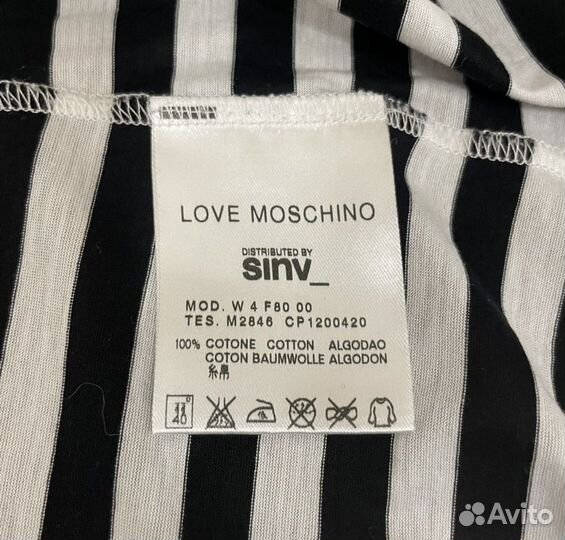 LOVE MOSCHINO
DISTRIBUTED BY
sinv_
MOD. W 4 F80 00
TES. M2846 CP1200420
100% COTONE COTTON ALGODAO
COTON BAUMWOLLE ALGODON
40°
Avito